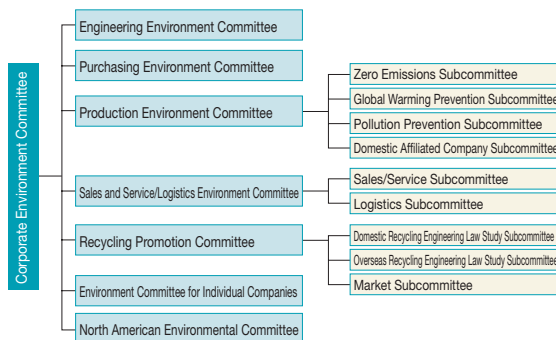 Corporate Environment Committee
Engineering Environment Committee
Purchasing Environment Committee
Production Environment Committee
Zero Emissions Subcommittee
Global Warming Prevention Subcommittee
Pollution Prevention Subcommittee
Domestic Affiliated Company Subcommittee
Sales and Service/Logistics Environment Committee
Sales/Service Subcommittee
Logistics Subcommittee
Recycling Promotion Committee
Domestic Recycling Engineering Law Study Subcommittee
Overseas Recycling Engineering Law Study Subcommittee
Market Subcommittee
Environment Committee for Individual Companies
North American Environmental Committee